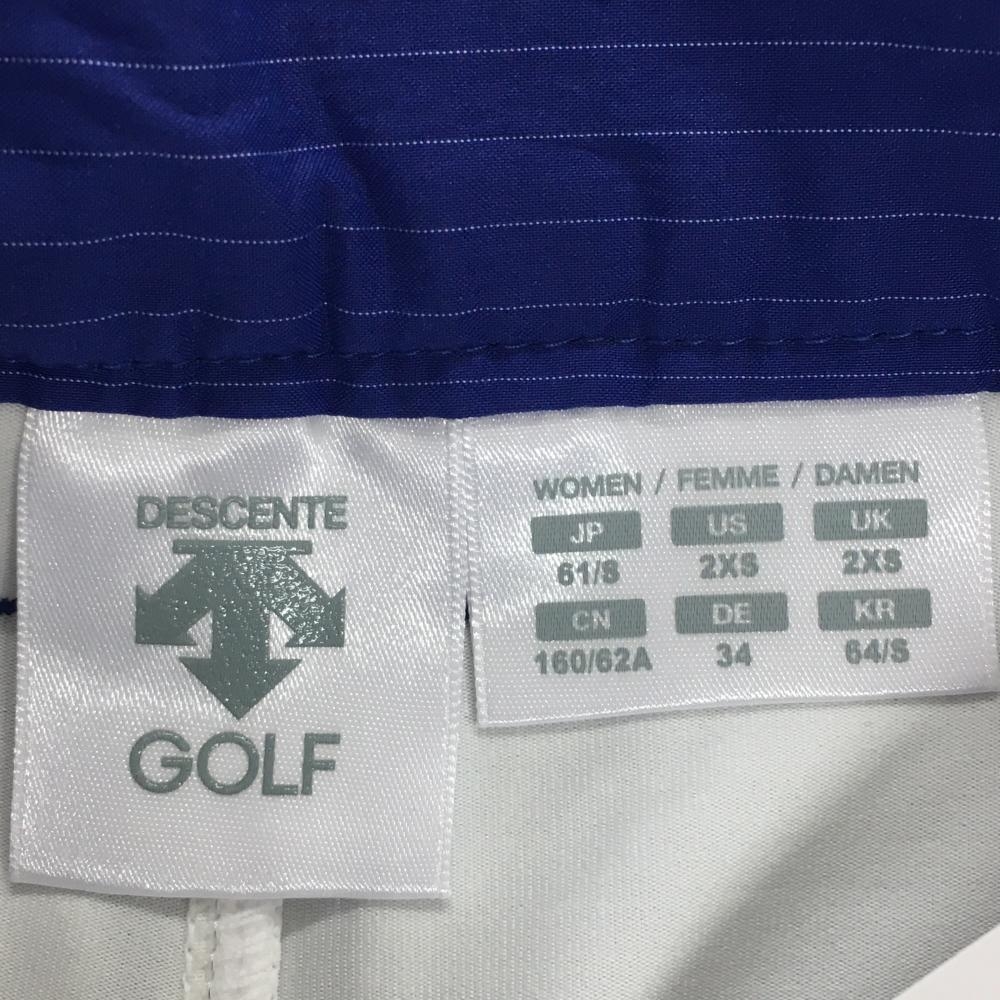 DESCENTE
GOLF
WOMEN / FEMME / DAMEN
JP US UK
61/S 2XS 2XS
CN DE KR
160/62A 34 64/S